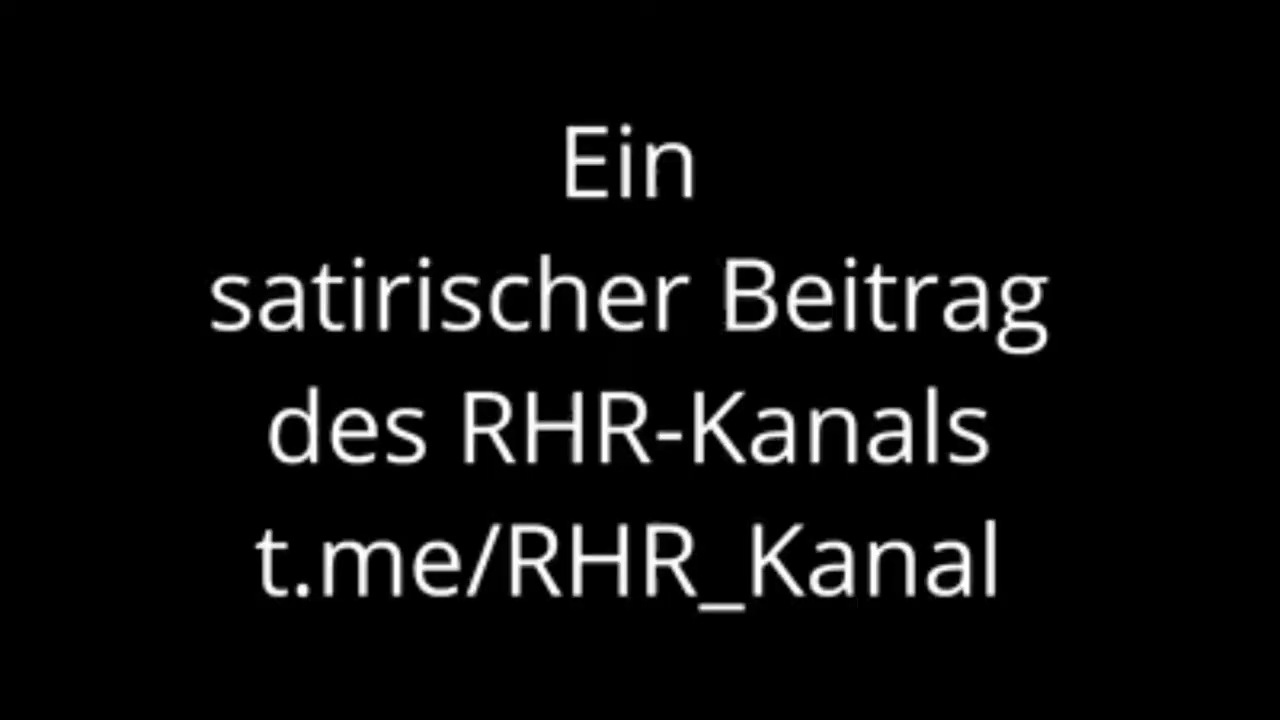 Ein
satirischer Beitrag
des RHR-Kanals
t.me/RHR_Kanal